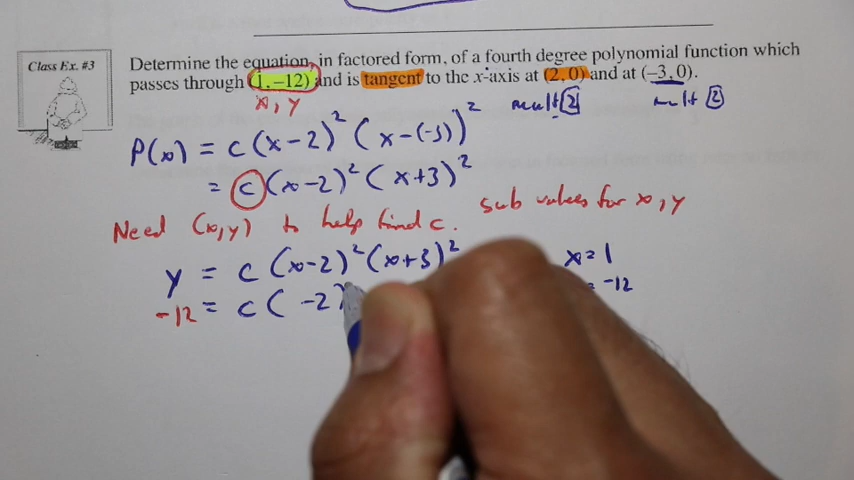 Class Ex. #3
Determine the equation, in factored form, of a fourth degree polynomial function which
passes through (1, −12) and is tangent to the x-axis at (2, 0) and at (−3, 0).
x, y
mult 2
mult 2
P(x) = c (x−2)² (x−(−3))²
= c (x−2)² (x+3)²
Need (x,y) to help find c.
sub values for x, y
y = c (x−2)² (x+3)²
x=1
-12 = c ( -2)
= -12